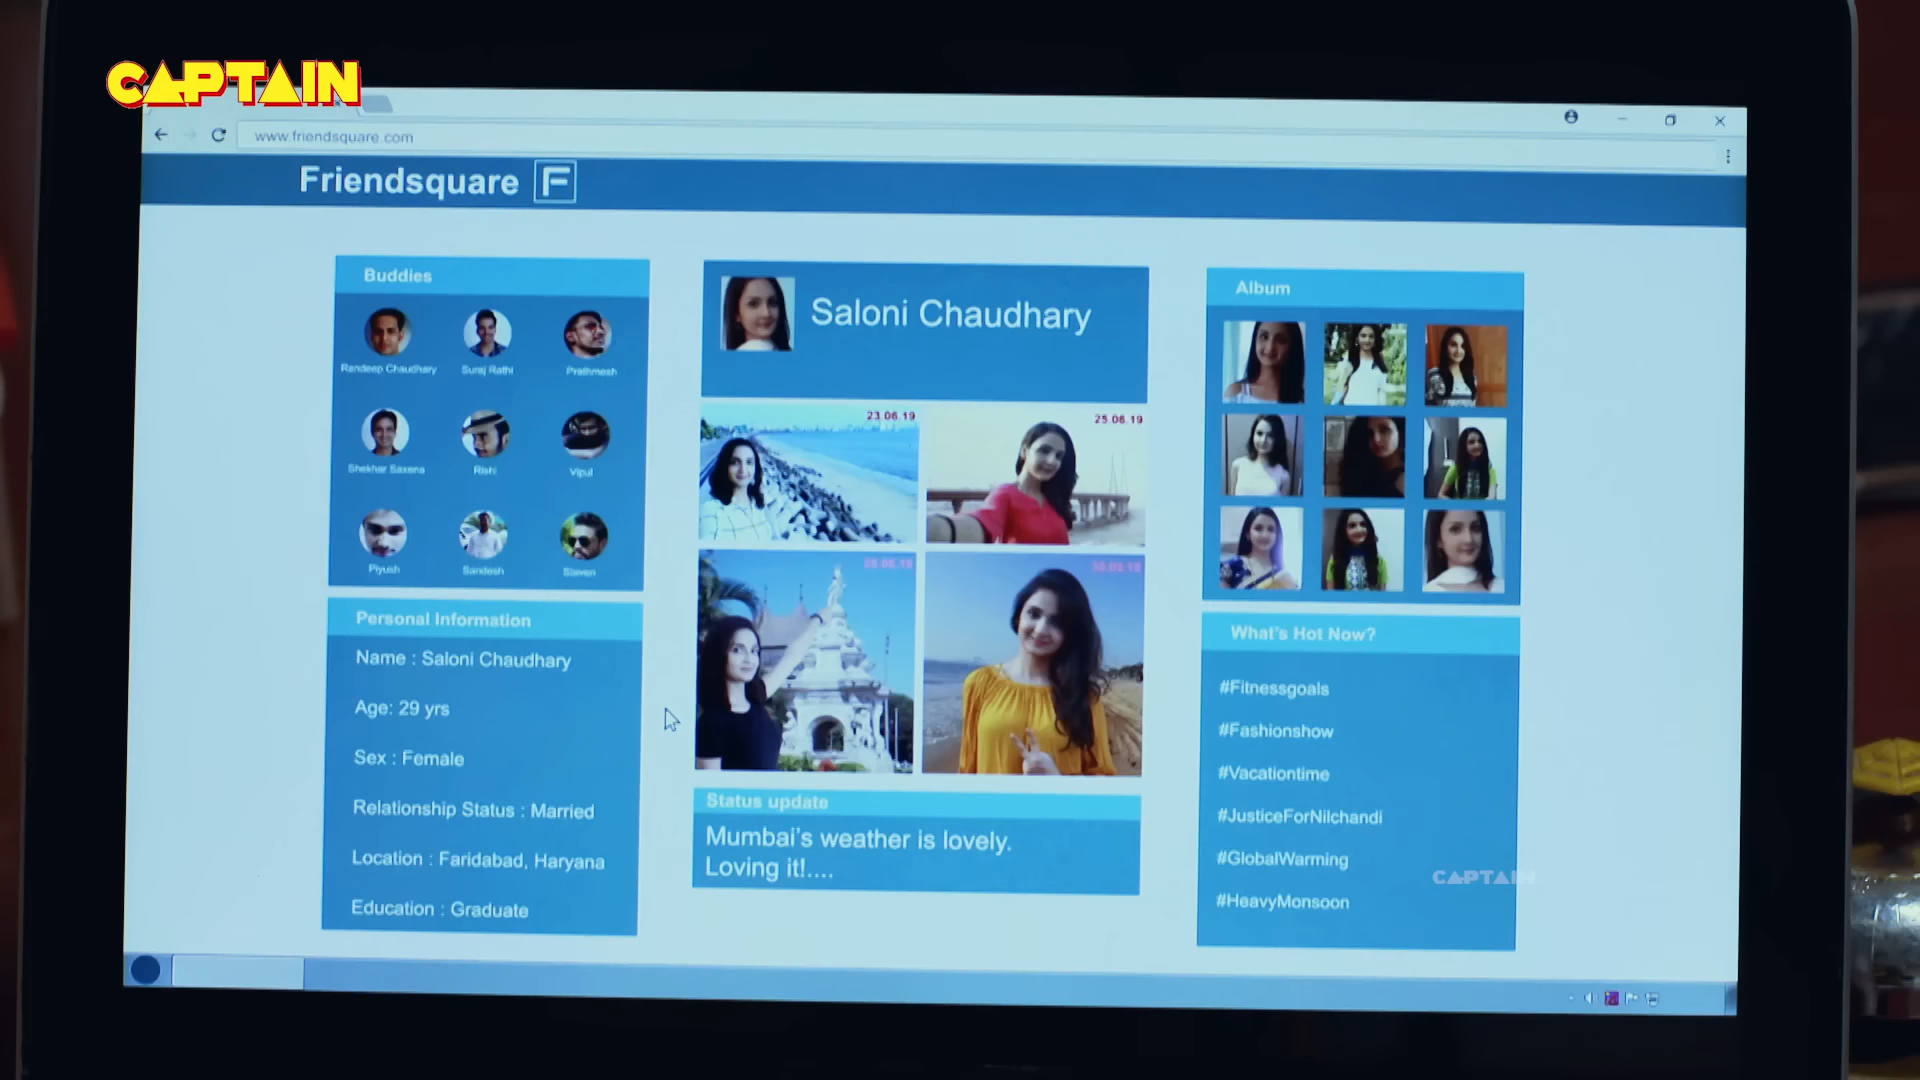 CAPTAIN
www.friendsquare.com
Friendsquare F
Buddies
Randeep Chaudhary
Suraj Rathi
Prathmesh
Shekhar Saxena
Rishi
Vipul
Piyush
Sandesh
Steven
Personal Information
Name : Saloni Chaudhary
Age: 29 yrs
Sex : Female
Relationship Status : Married
Location : Faridabad, Haryana
Education : Graduate
Saloni Chaudhary
23.06.19
25.06.19
Status update
Mumbai's weather is lovely.
Loving it!....
Album
What's Hot Now?
#Fitnessgoals
#Fashionshow
#Vacationtime
#JusticeForNilchandi
#GlobalWarming
#HeavyMonsoon
CAPTAIN